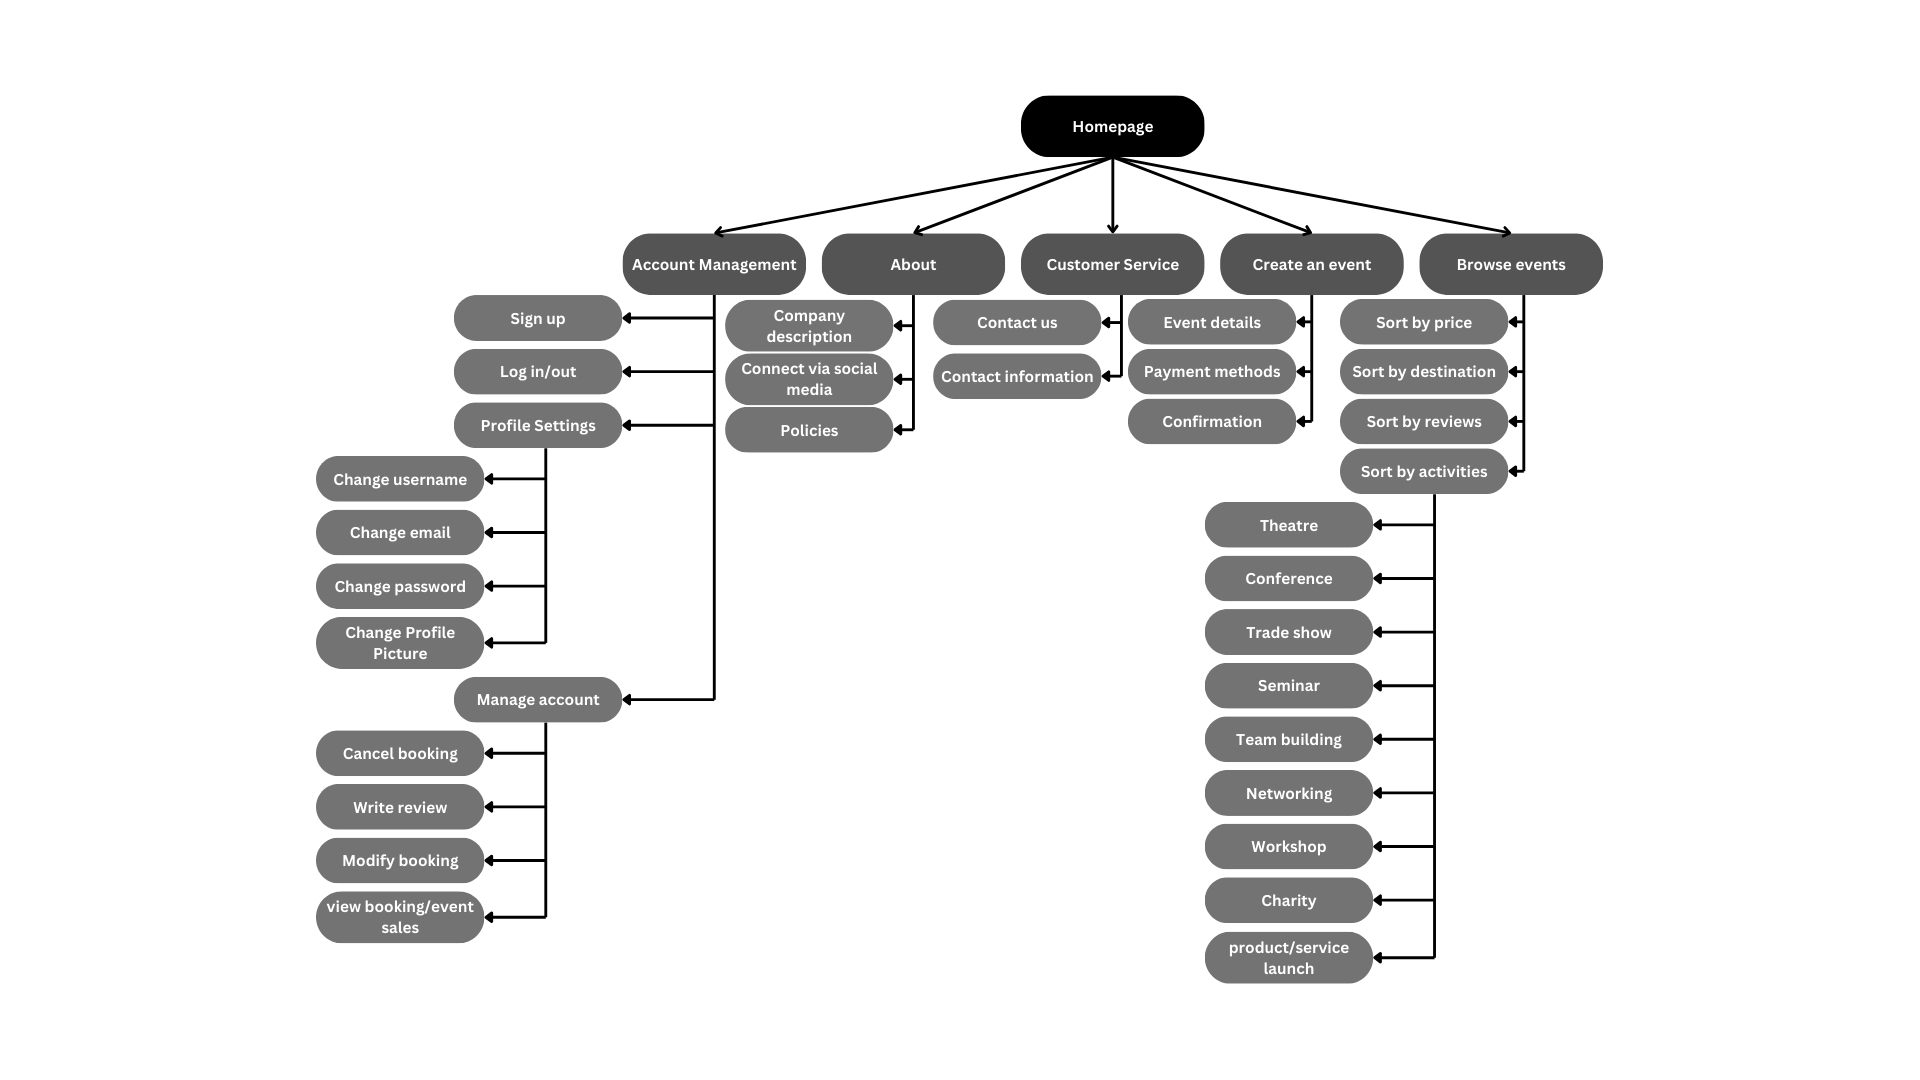 Homepage
Account Management
About
Customer Service
Create an event
Browse events
Sign up
Log in/out
Profile Settings
Change username
Change email
Change password
Change Profile
Picture
Manage account
Cancel booking
Write review
Modify booking
view booking/event
sales
Company
description
Connect via social
media
Policies
Contact us
Contact information
Event details
Payment methods
Confirmation
Sort by price
Sort by destination
Sort by reviews
Sort by activities
Theatre
Conference
Trade show
Seminar
Team building
Networking
Workshop
Charity
product/service
launch